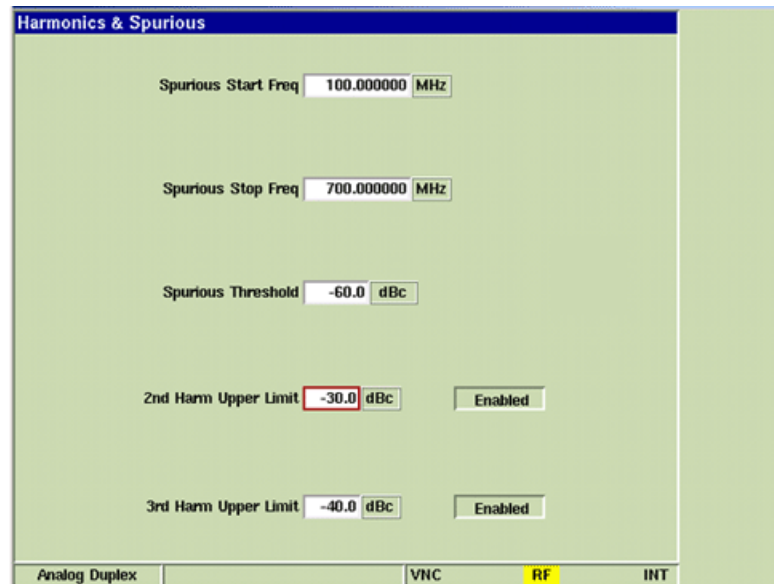 Harmonics & Spurious
Spurious Start Freq 100.000000 MHz
Spurious Stop Freq 700.000000 MHz
Spurious Threshold -60.0 dBc
2nd Harm Upper Limit -30.0 dBc Enabled
3rd Harm Upper Limit -40.0 dBc Enabled
Analog Duplex VNC RF INT